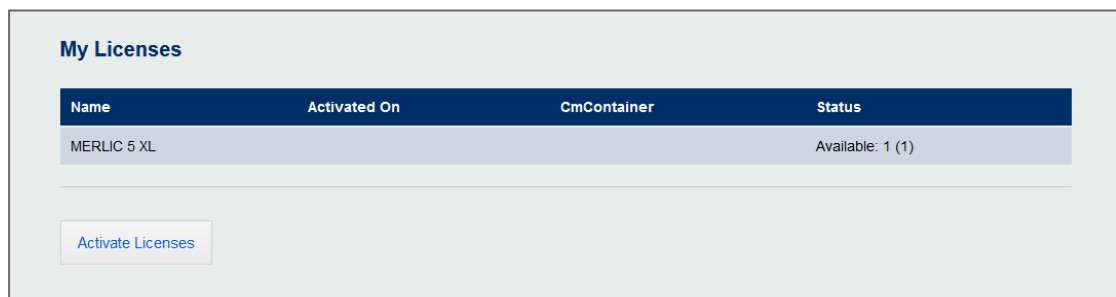 My Licenses
Name Activated On CmContainer Status
MERLIC 5 XL Available: 1 (1)
Activate Licenses